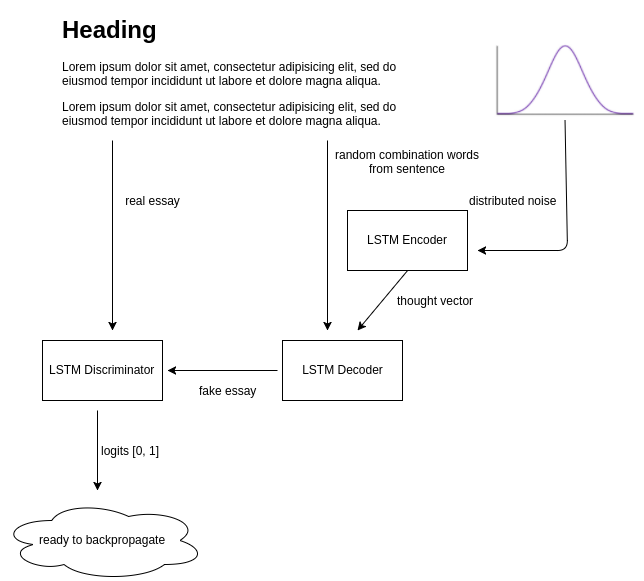 Heading
Lorem ipsum dolor sit amet, consectetur adipisicing elit, sed do
eiusmod tempor incididunt ut labore et dolore magna aliqua.
Lorem ipsum dolor sit amet, consectetur adipisicing elit, sed do
eiusmod tempor incididunt ut labore et dolore magna aliqua.
random combination words
from sentence
real essay
distributed noise
LSTM Encoder
thought vector
LSTM Discriminator
LSTM Decoder
fake essay
logits [0, 1]
ready to backpropagate